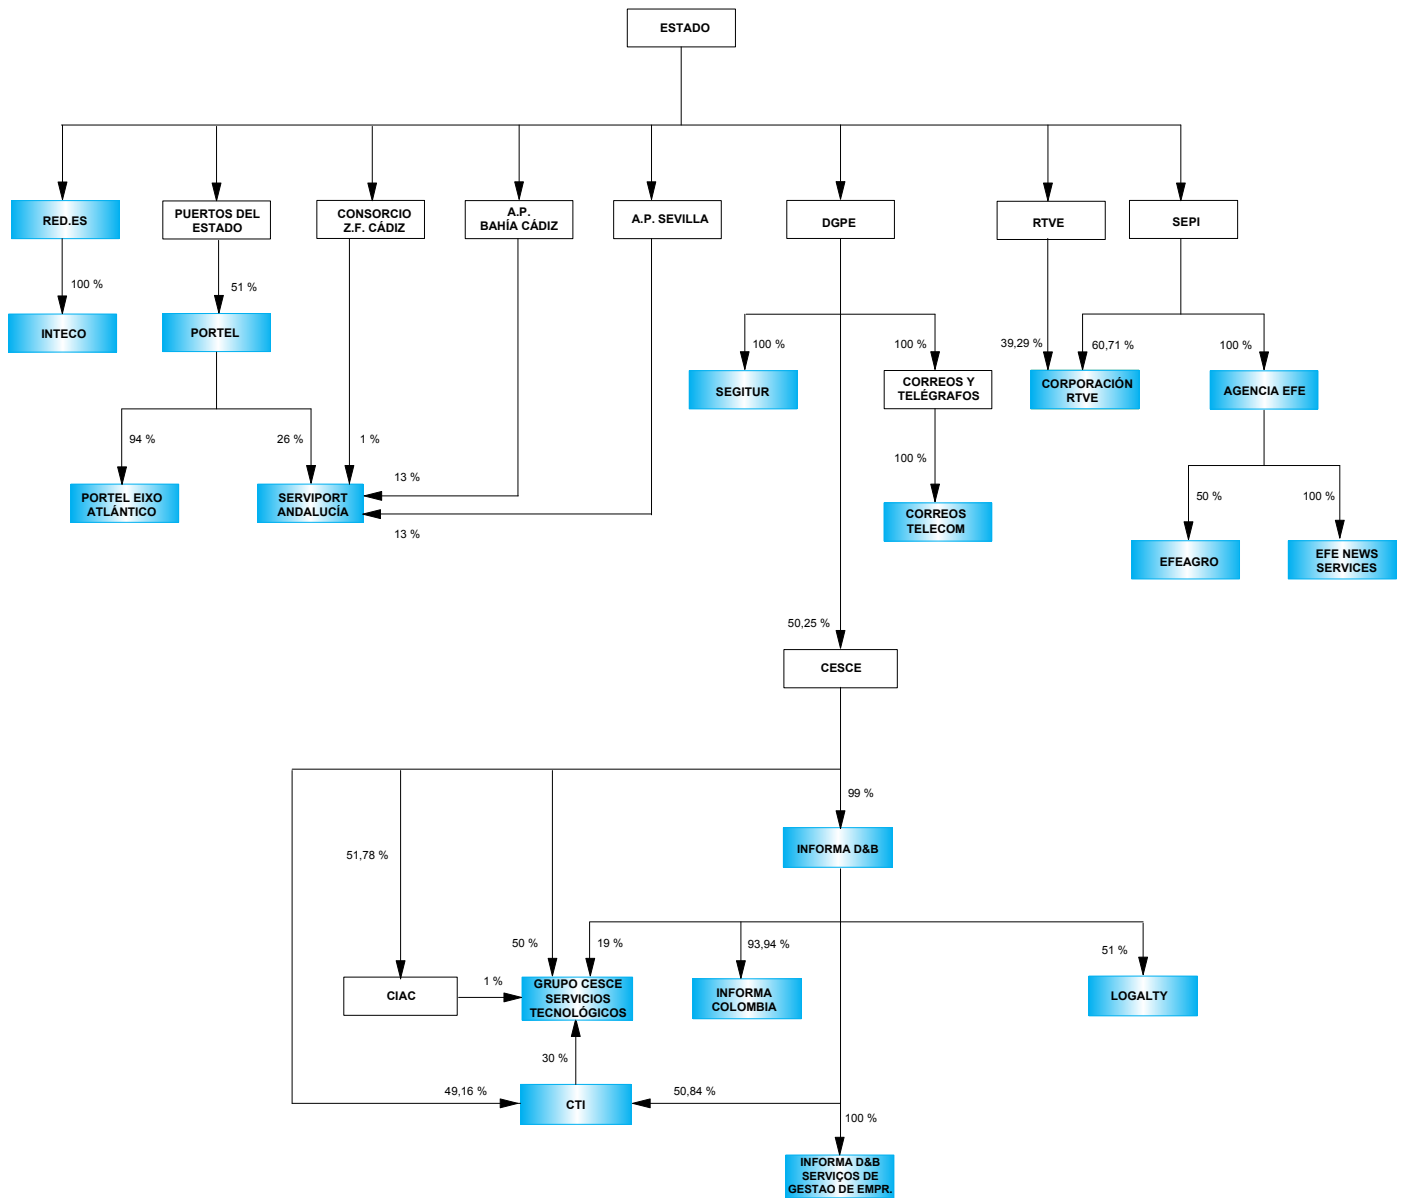 ESTADO
RED.ES
PUERTOS DEL
ESTADO
CONSORCIO
Z.F. CÁDIZ
A.P.
BAHÍA CÁDIZ
A.P. SEVILLA
DGPE
RTVE
SEPI
100 %
51 %
INTECO
PORTEL
100 %
100 %
39,29 %
60,71 %
100 %
SEGITUR
CORREOS Y
TELÉGRAFOS
CORPORACIÓN
RTVE
AGENCIA EFE
94 %
26 %
1 %
13 %
100 %
PORTEL EIXO
ATLÁNTICO
SERVIPORT
ANDALUCÍA
13 %
CORREOS
TELECOM
50 %
100 %
EFEAGRO
EFE NEWS
SERVICES
50,25 %
CESCE
99 %
INFORMA D&B
51,78 %
50 %
19 %
93,94 %
51 %
CIAC
1 %
GRUPO CESCE
SERVICIOS
TECNOLÓGICOS
INFORMA
COLOMBIA
LOGALTY
30 %
49,16 %
CTI
50,84 %
100 %
INFORMA D&B
SERVIÇOS DE
GESTAO DE EMPR.